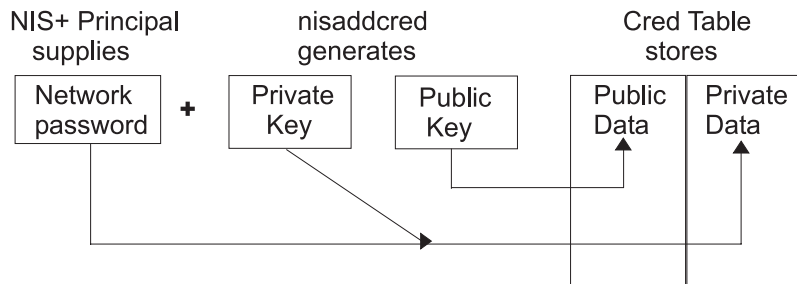 NIS+ Principal
supplies
nisaddcred
generates
Cred Table
stores
Network
password
+
Private
Key
Public
Key
Public
Data
Private
Data